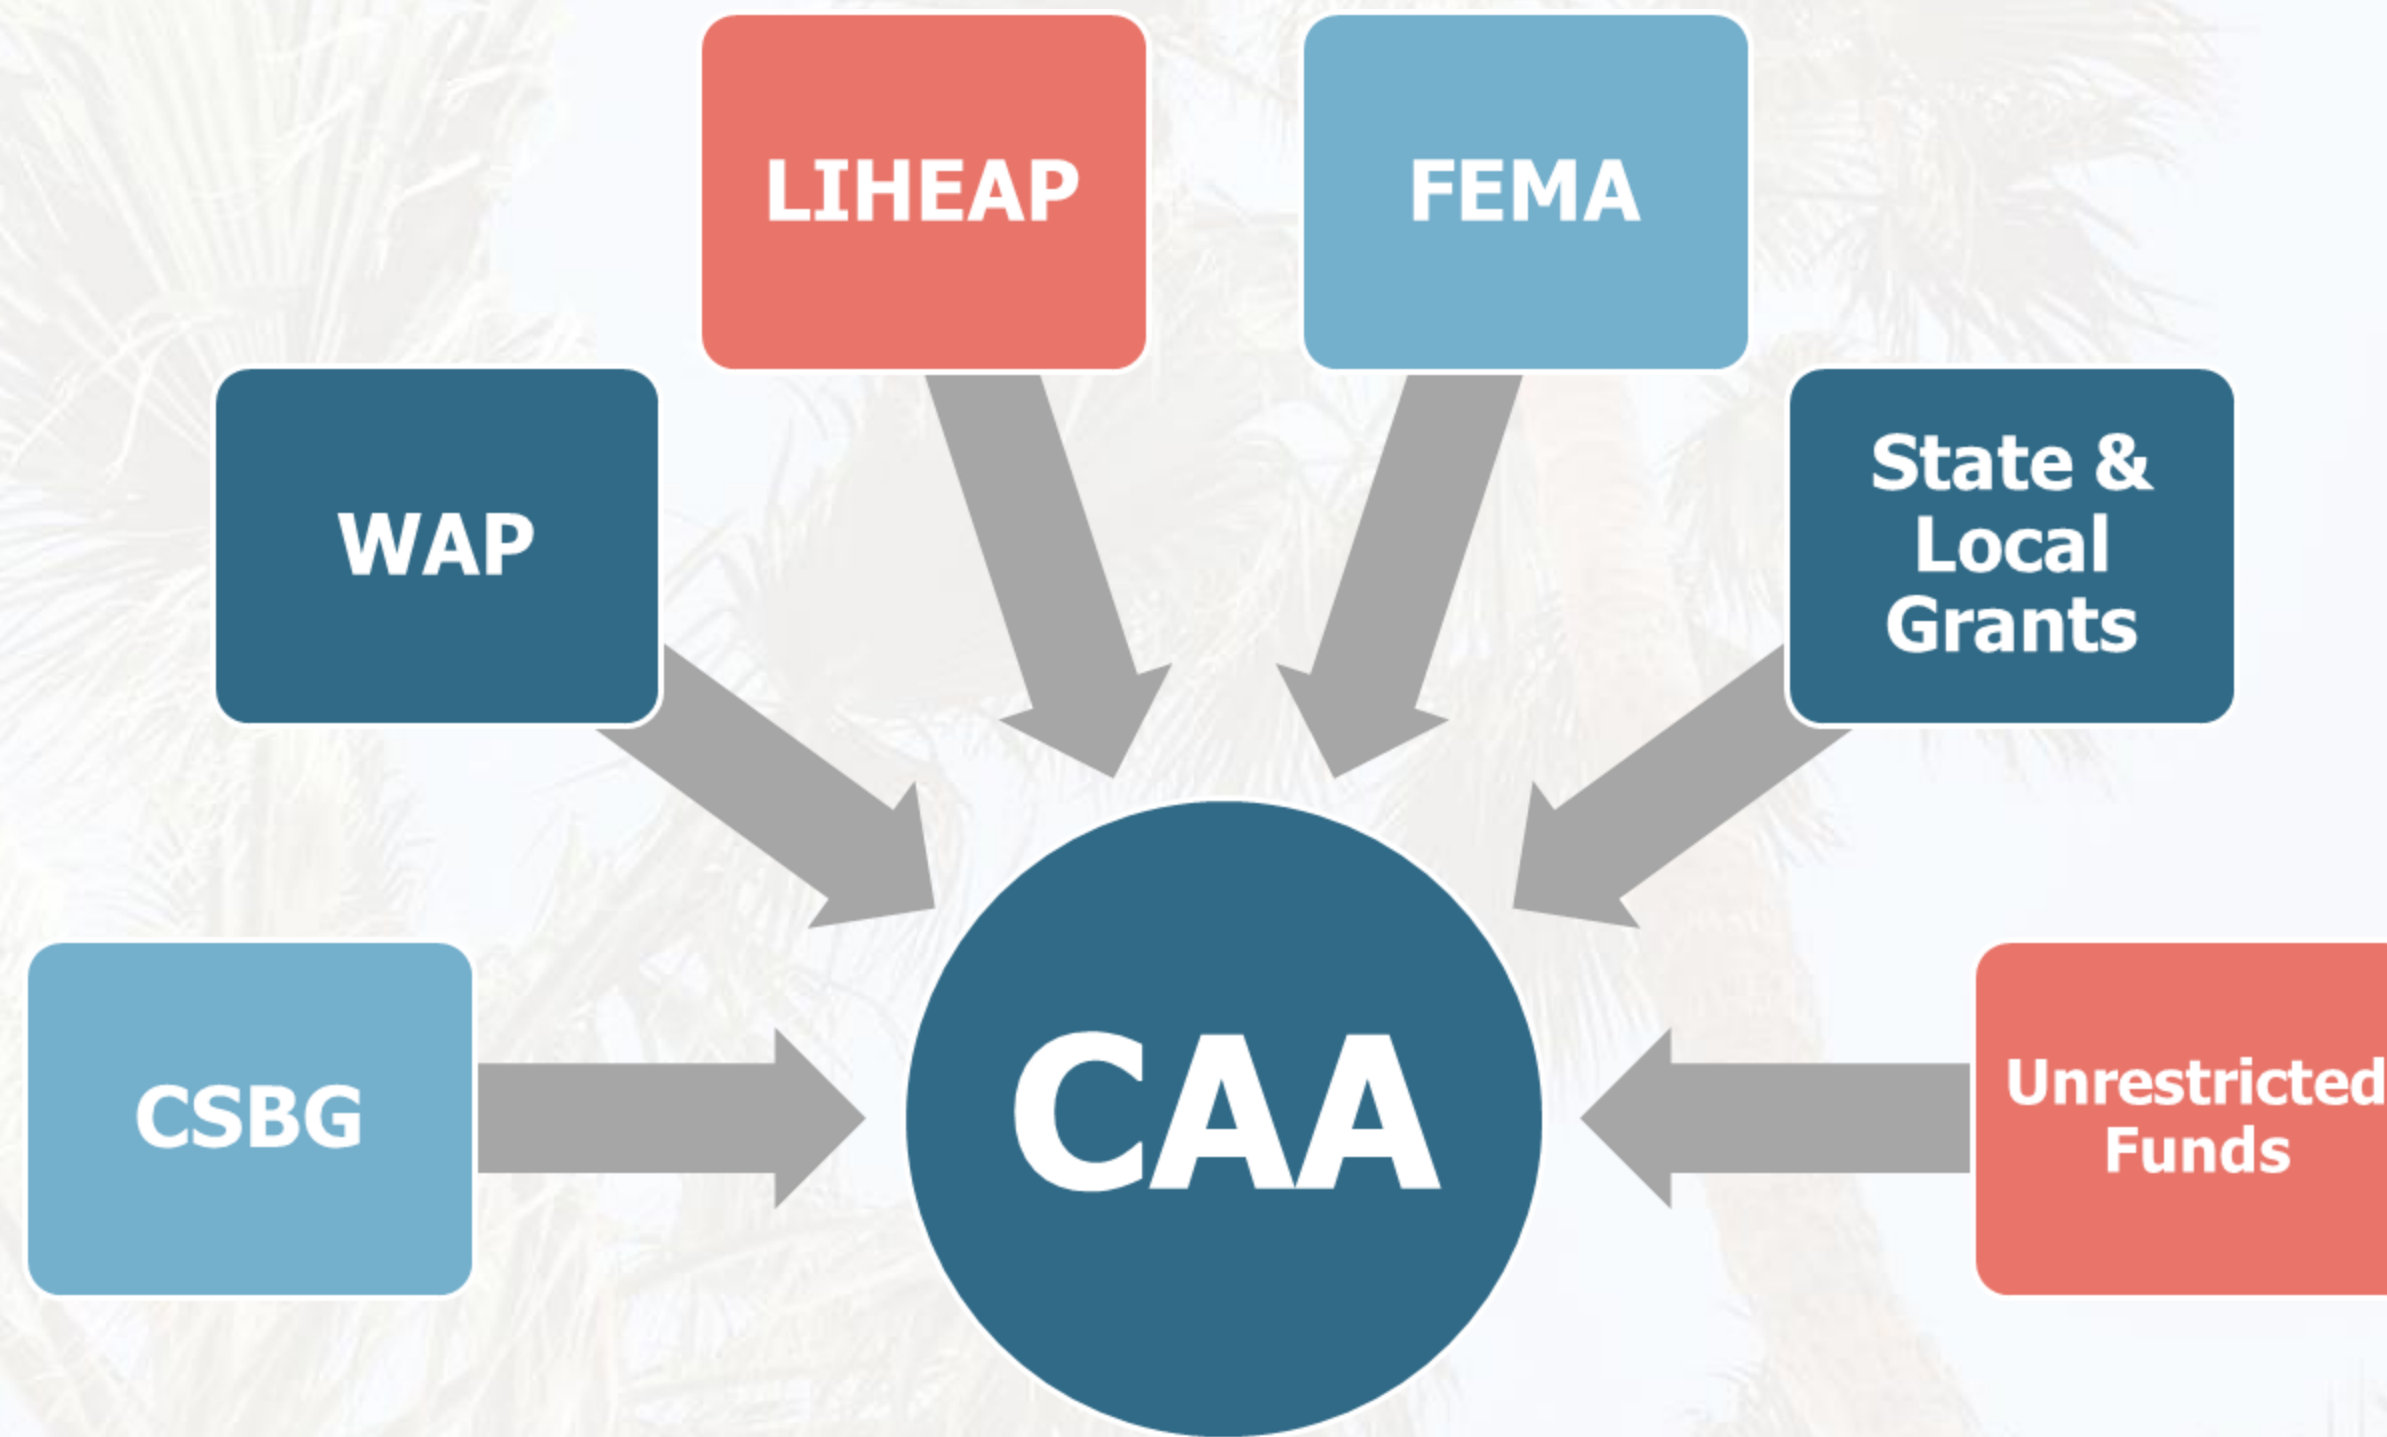 LIHEAP
FEMA
WAP
State &
Local
Grants
CSBG
CAA
Unrestricted
Funds